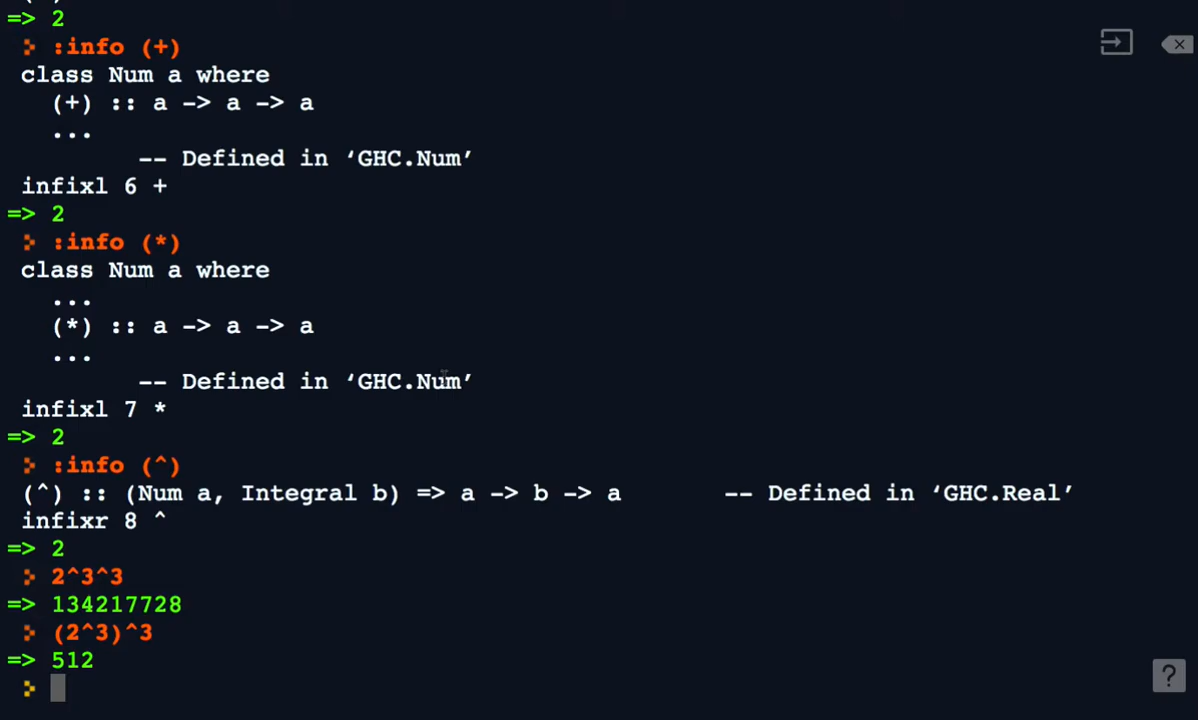 => 2
:info (+)
class Num a where
(+) :: a -> a -> a
...
-- Defined in ‘GHC.Num’
infixl 6 +
=> 2
:info (*)
class Num a where
...
(*) :: a -> a -> a
...
-- Defined in ‘GHC.Num’
infixl 7 *
=> 2
:info (^)
(^) :: (Num a, Integral b) => a -> b -> a -- Defined in ‘GHC.Real’
infixr 8 ^
=> 2
2^3^3
=> 134217728
(2^3)^3
=> 512
?